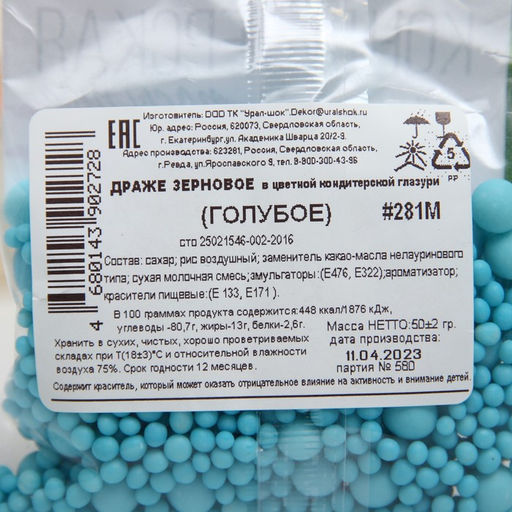 Изготовитель: ООО ТК "Урал-шок".Dekor@uralshok.ru
Юр. адрес: Россия, 620073, Свердловская область,
г. Екатеринбург,ул. Академика Шварца 20/2-9.
Адрес производства: 623281, Россия, Свердловская область,
г.Ревда, ул.Ярославского 9, тел. 8-800-300-43-96
EAC
5
PP
ДРАЖЕ ЗЕРНОВОЕ в цветной кондитерской глазури
(ГОЛУБОЕ) #281М
сто 25021546-002-2016
Состав: сахар; рис воздушный; заменитель какао-масла нелауринового
типа; сухая молочная смесь;эмульгаторы:(Е476, Е322);ароматизатор;
красители пищевые:(Е 133, Е171 ).
В 100 граммах продукта содержится:448 ккал/1876 кДж,
углеводы -80,7г, жиры-13г, белки-2,6г.
Масса НЕТТО:50±2 гр.
дата производства:
11.04.2023
партия № 580
Хранить в сухих, чистых, хорошо проветриваемых
складах при Т(18±3)°С и относительной влажности
воздуха 75%. Срок годности 12 месяцев.
Содержит краситель, который может оказать отрицательное влияние на активность и внимание детей.
4 680143 902728